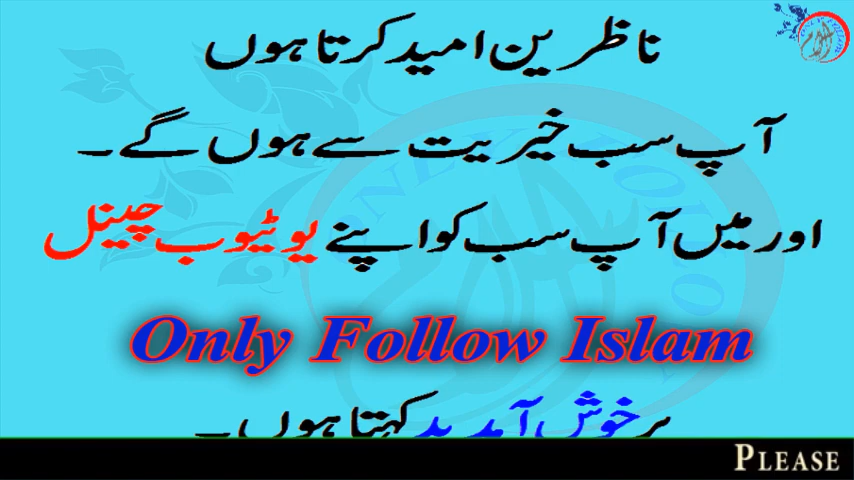 ناظرین امید کرتا ہوں
آپ سب خیریت سے ہوں گے۔
اور میں آپ سب کو اپنے یوٹیوب چینل
Only Follow Islam
پر خوش آمدید کہتا ہوں۔
PLEASE